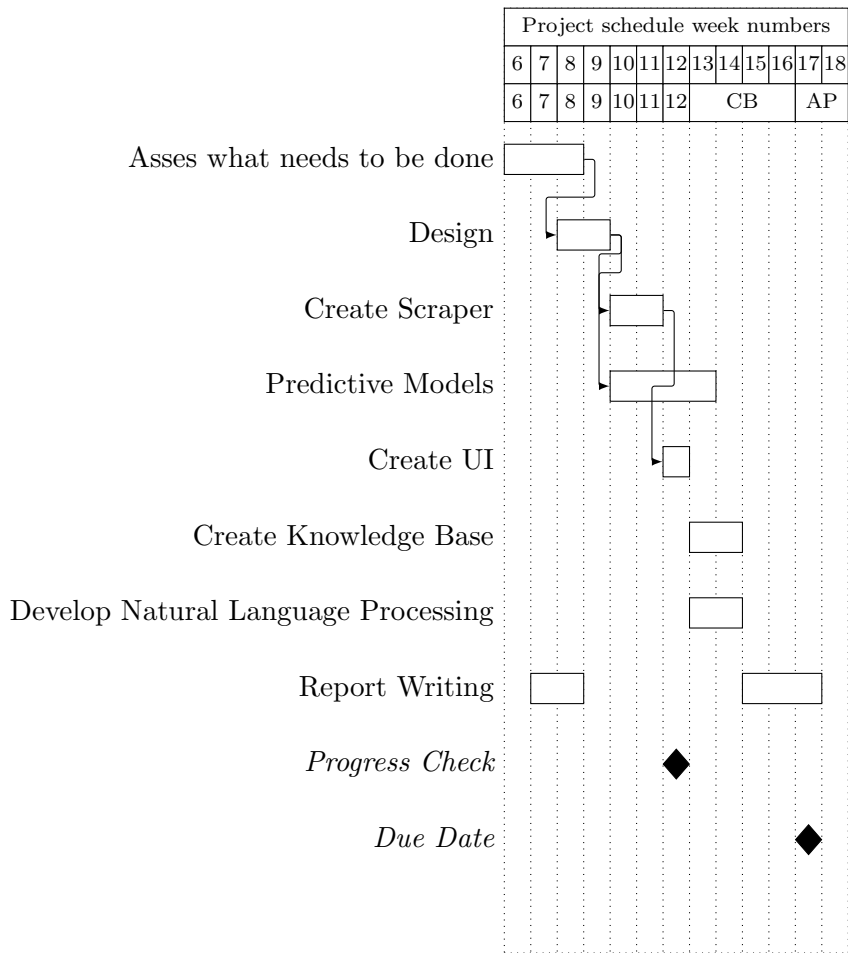 Project schedule week numbers
6 7 8 9 10 11 12 13 14 15 16 17 18
6 7 8 9 10 11 12 CB AP
Asses what needs to be done
Design
Create Scraper
Predictive Models
Create UI
Create Knowledge Base
Develop Natural Language Processing
Report Writing
Progress Check
Due Date